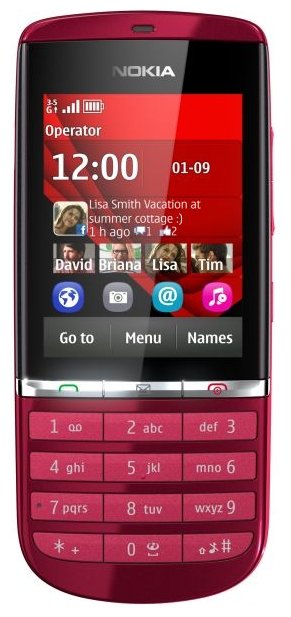 NOKIA
3.5
G
Operator
12:00 01-09
Lisa Smith Vacation at
summer cottage :)
1 h ago 1 2
f
David Briana Lisa Tim
@
Go to Menu Names
1 2 abc def 3
4 ghi 5 jkl mno 6
7 pqrs 8 tuv wxyz 9
* + 0 #